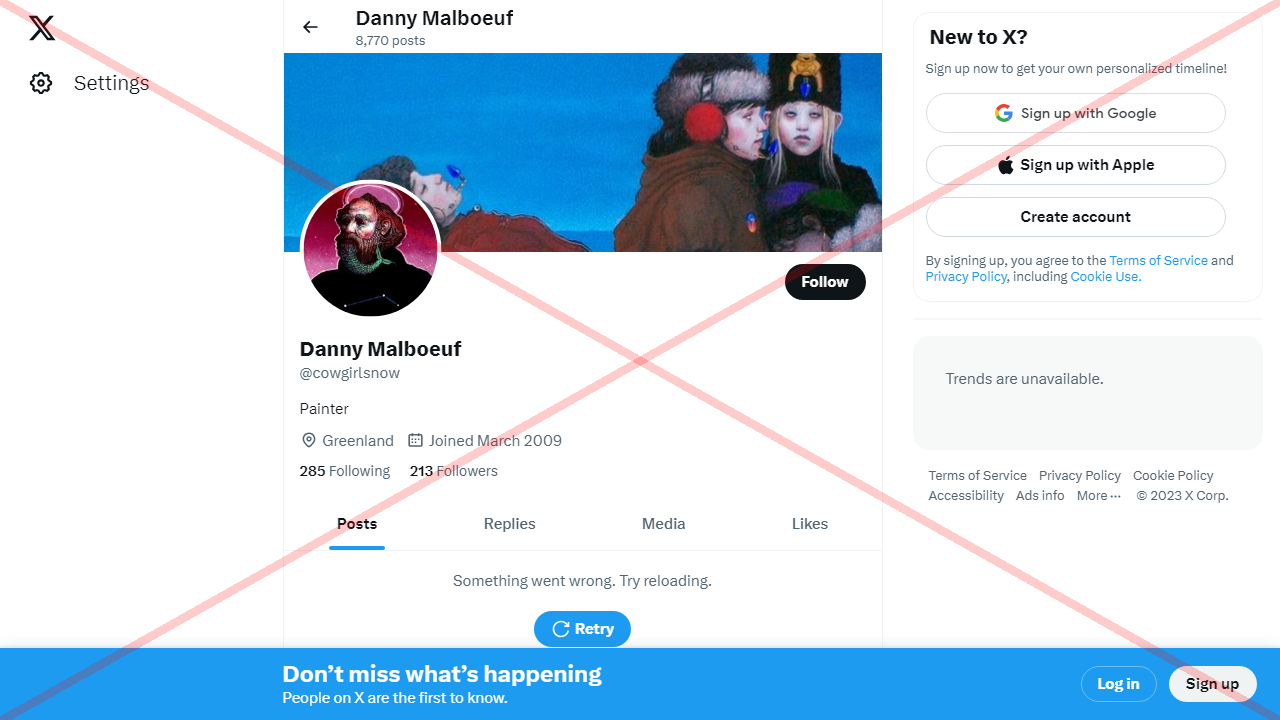 Settings
Danny Malboeuf
8,770 posts
Follow
Danny Malboeuf
@cowgirlsnow
Painter
Greenland Joined March 2009
285 Following 213 Followers
Posts Replies Media Likes
Something went wrong. Try reloading.
Retry
New to X?
Sign up now to get your own personalized timeline!
Sign up with Google
Sign up with Apple
Create account
By signing up, you agree to the Terms of Service and
Privacy Policy, including Cookie Use.
Trends are unavailable.
Terms of Service Privacy Policy Cookie Policy
Accessibility Ads info More ··· © 2023 X Corp.
Don’t miss what’s happening
People on X are the first to know.
Log in Sign up